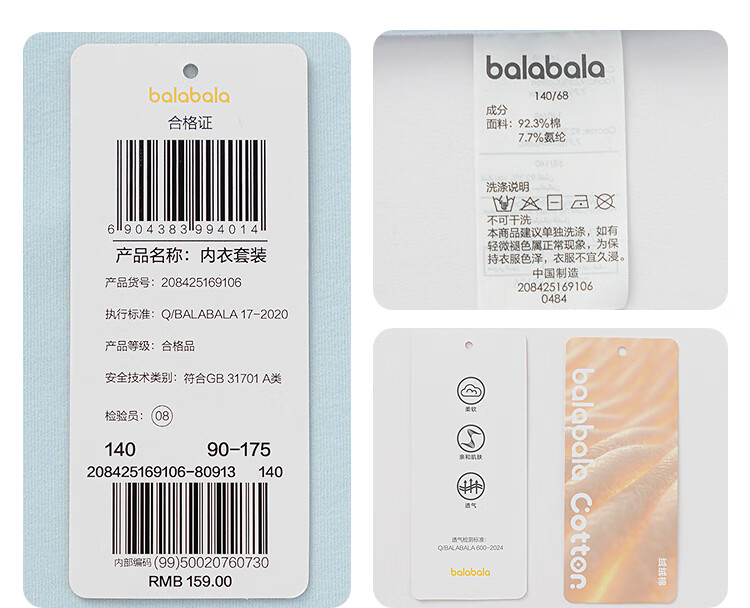 balabala
合格证
6904383994014
产品名称：内衣套装
产品货号：208425169106
执行标准：Q/BALABALA 17-2020
产品等级：合格品
安全技术类别：符合GB 31701 A类
检验员：08
140 90-175
208425169106-80913 140
内部编码 (99)50020760730
RMB 159.00
balabala
140/68
成分
面料：92.3%棉
7.7%氨纶
洗涤说明
不可干洗
本商品建议单独洗涤，如有
轻微褪色属正常现象，为保
持衣服色泽，衣服不宜久浸。
中国制造
208425169106
0484
柔软
亲和肌肤
透气
透气检测标准：
Q/BALABALA 600-2024
balabala
balabala Cotton
绒绒棉